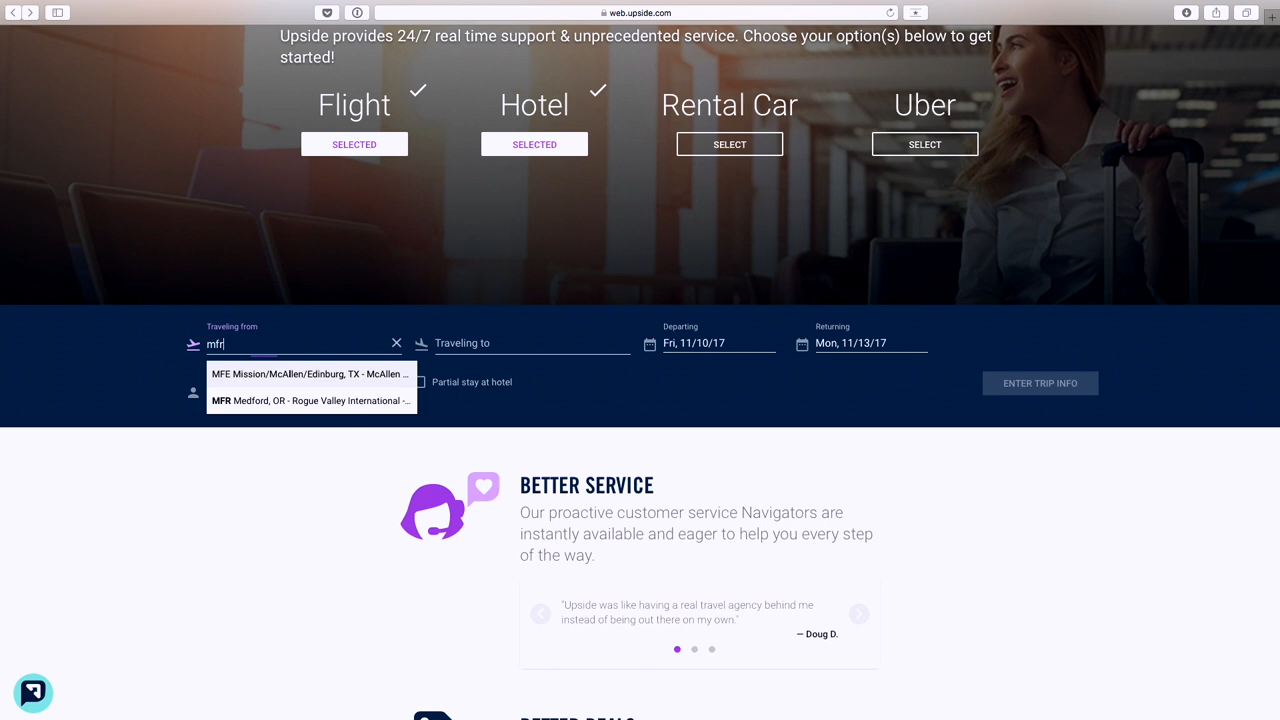 web.upside.com
Upside provides 24/7 real time support & unprecedented service. Choose your option(s) below to get
started!
Flight
Hotel
Rental Car
Uber
SELECTED
SELECTED
SELECT
SELECT
Traveling from
Departing
Returning
mfr
Traveling to
Fri, 11/10/17
Mon, 11/13/17
MFE Mission/McAllen/Edinburg, TX - McAllen ...
Partial stay at hotel
ENTER TRIP INFO
MFR Medford, OR - Rogue Valley International -...
BETTER SERVICE
Our proactive customer service Navigators are
instantly available and eager to help you every step
of the way.
"Upside was like having a real travel agency behind me
instead of being out there on my own."
— Doug D.
BETTER DEALS